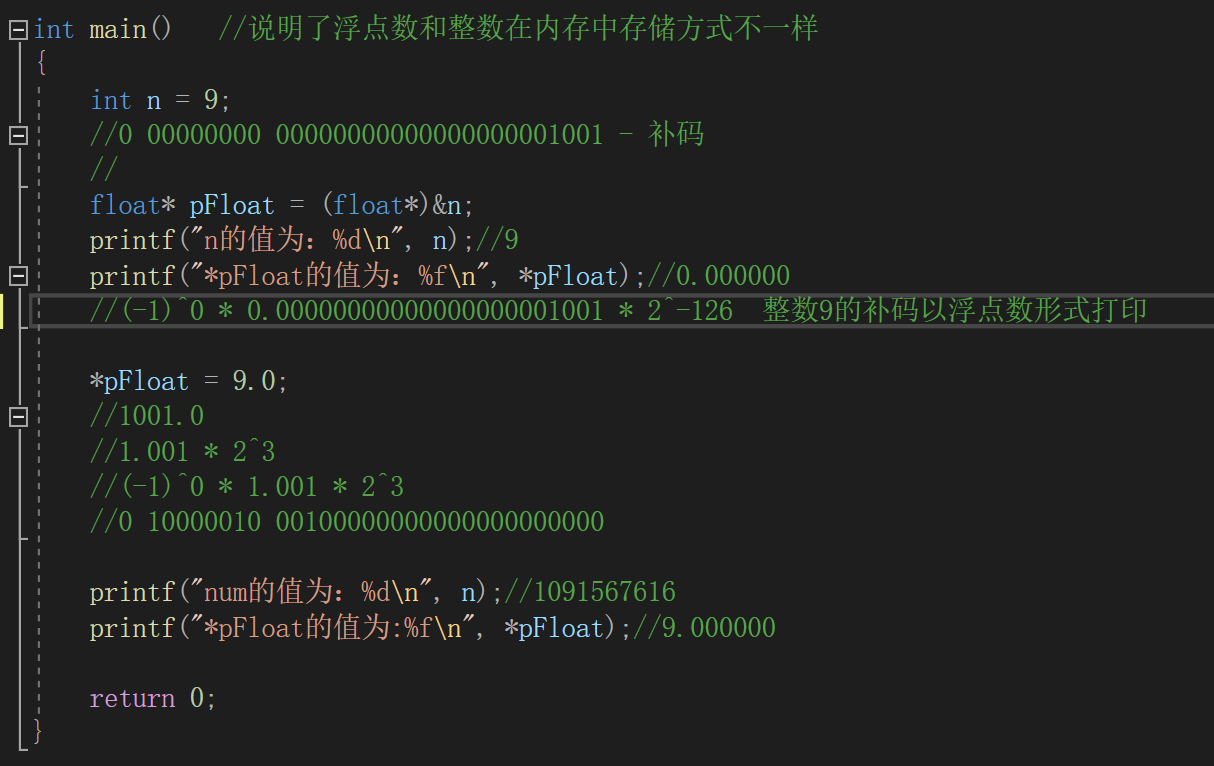 int main()   //说明了浮点数和整数在内存中存储方式不一样
{
    int n = 9;
    //0 00000000 00000000000000000001001 - 补码
    //
    float* pFloat = (float*)&n;
    printf("n的值为：%d\n", n);//9
    printf("*pFloat的值为：%f\n", *pFloat);//0.000000
    //(-1)^0 * 0.00000000000000000001001 * 2^-126  整数9的补码以浮点数形式打印
    *pFloat = 9.0;
    //1001.0
    //1.001 * 2^3
    //(-1)^0 * 1.001 * 2^3
    //0 10000010 00100000000000000000000
    printf("num的值为：%d\n", n);//1091567616
    printf("*pFloat的值为:%f\n", *pFloat);//9.000000
    return 0;
}